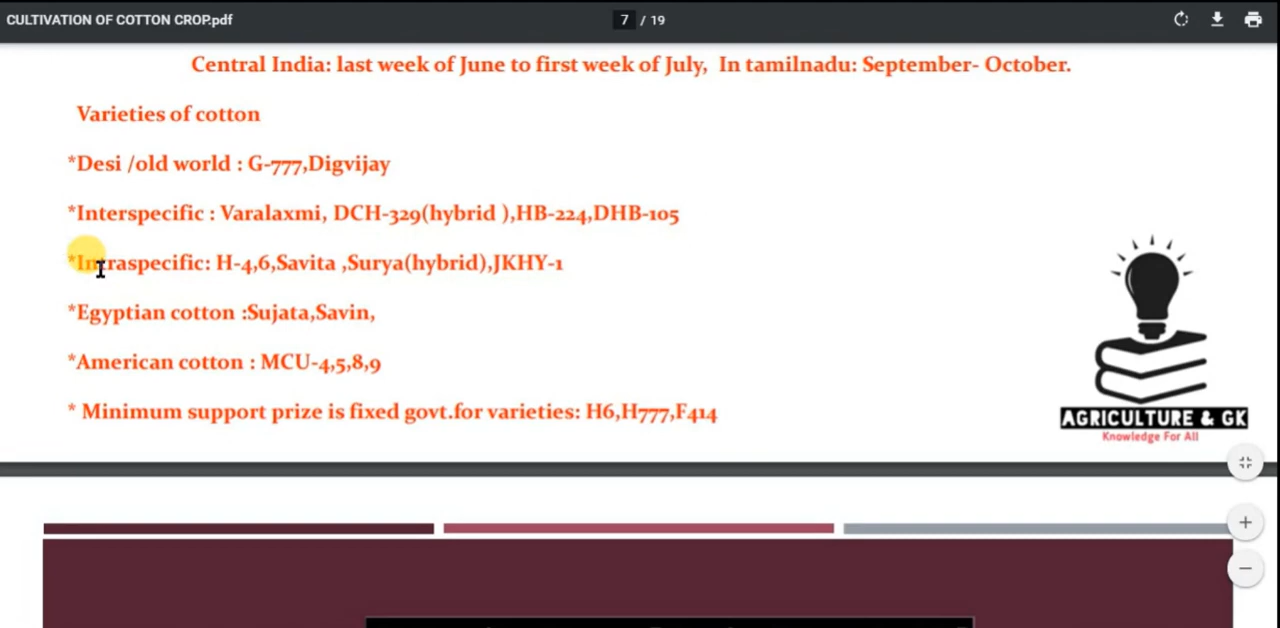 CULTIVATION OF COTTON CROP.pdf
7 / 19
Central India: last week of June to first week of July, In tamilnadu: September- October.
Varieties of cotton
*Desi /old world : G-777,Digvijay
*Interspecific : Varalaxmi, DCH-329(hybrid ),HB-224,DHB-105
*Intraspecific: H-4,6,Savita ,Surya(hybrid),JKHY-1
*Egyptian cotton :Sujata,Savin,
*American cotton : MCU-4,5,8,9
* Minimum support prize is fixed govt.for varieties: H6,H777,F414
AGRICULTURE & GK
Knowledge For All